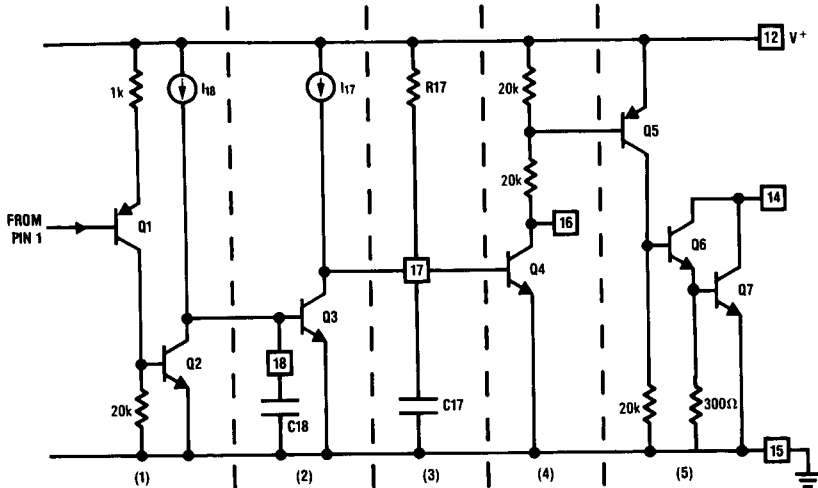 12 V+
1k
I18
I17
R17
20k
Q5
20k
14
FROM
PIN 1
Q1
16
Q6
17
Q4
Q7
Q3
Q2
18
20k
C18
C17
20k
300Ω
15
(1) (2) (3) (4) (5)